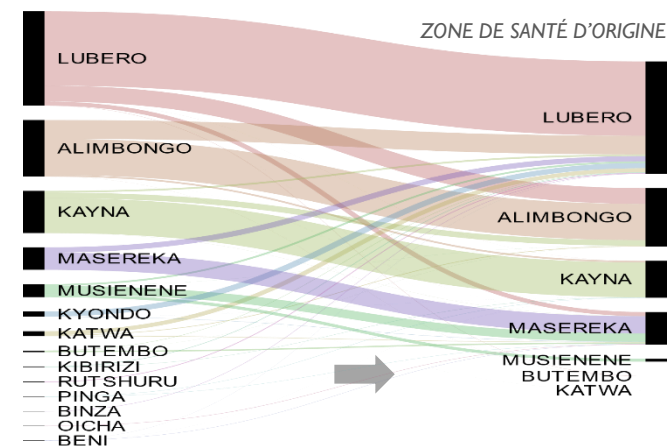 ZONE DE SANTÉ D'ORIGINE
LUBERO
ALIMBONGO
KAYNA
MASEREKA
MUSIENENE
KYONDO
KATWA
BUTEMBO
KIBIRIZI
RUTSHURU
PINGA
BINZA
OICHA
BENI
LUBERO
ALIMBONGO
KAYNA
MASEREKA
MUSIENENE
BUTEMBO
KATWA